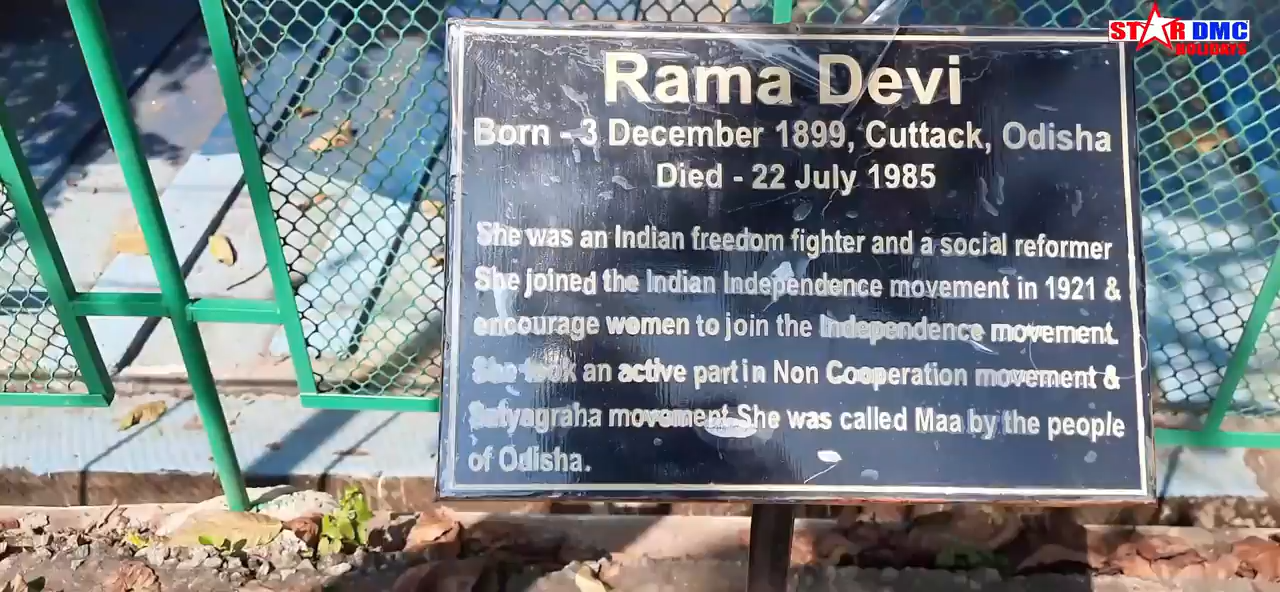 STAR DMC
HOLIDAYS
Rama Devi
Born - 3 December 1899, Cuttack, Odisha
Died - 22 July 1985
She was an Indian freedom fighter and a social reformer
She joined the Indian Independence movement in 1921 &
encourage women to join the Independence movement.
She took an active part in Non Cooperation movement &
Satyagraha movement. She was called Maa by the people
of Odisha.